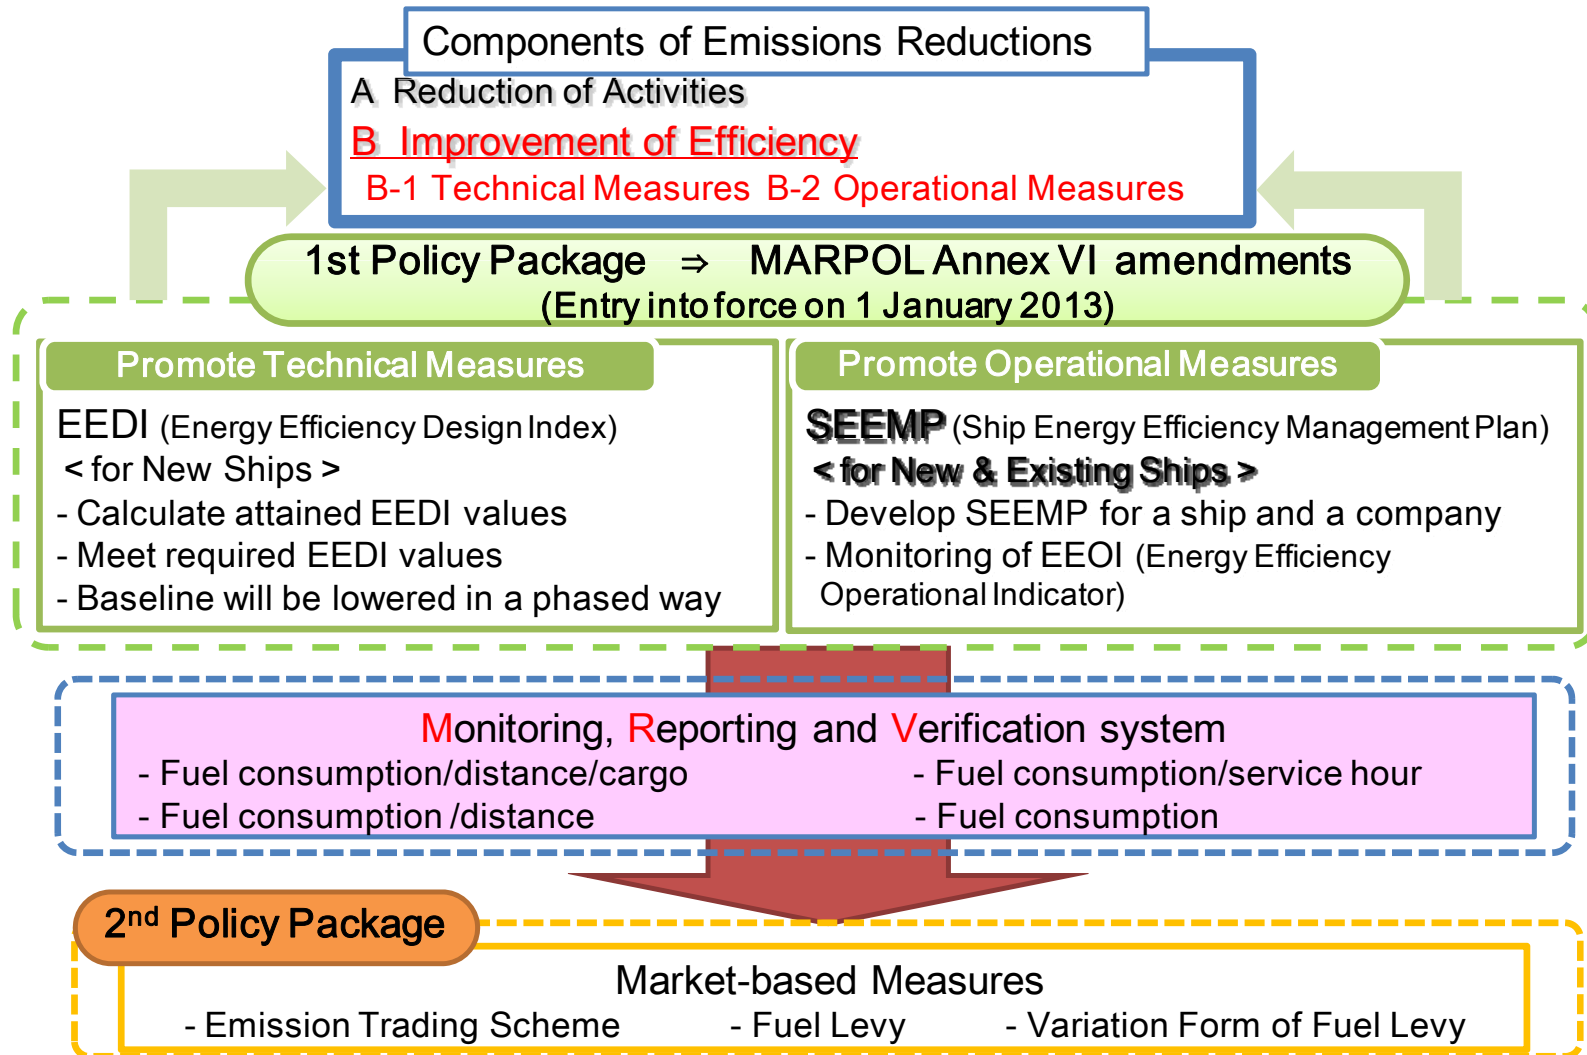 Components of Emissions Reductions
A Reduction of Activities
B Improvement of Efficiency
B-1 Technical Measures B-2 Operational Measures
1st Policy Package ⇒ MARPOL Annex VI amendments
(Entry into force on 1 January 2013)
Promote Technical Measures
EEDI (Energy Efficiency Design Index)
< for New Ships >
- Calculate attained EEDI values
- Meet required EEDI values
- Baseline will be lowered in a phased way
Promote Operational Measures
SEEMP (Ship Energy Efficiency Management Plan)
< for New & Existing Ships >
- Develop SEEMP for a ship and a company
- Monitoring of EEOI (Energy Efficiency
Operational Indicator)
Monitoring, Reporting and Verification system
- Fuel consumption/distance/cargo - Fuel consumption/service hour
- Fuel consumption /distance - Fuel consumption
2nd Policy Package
Market-based Measures
- Emission Trading Scheme - Fuel Levy - Variation Form of Fuel Levy